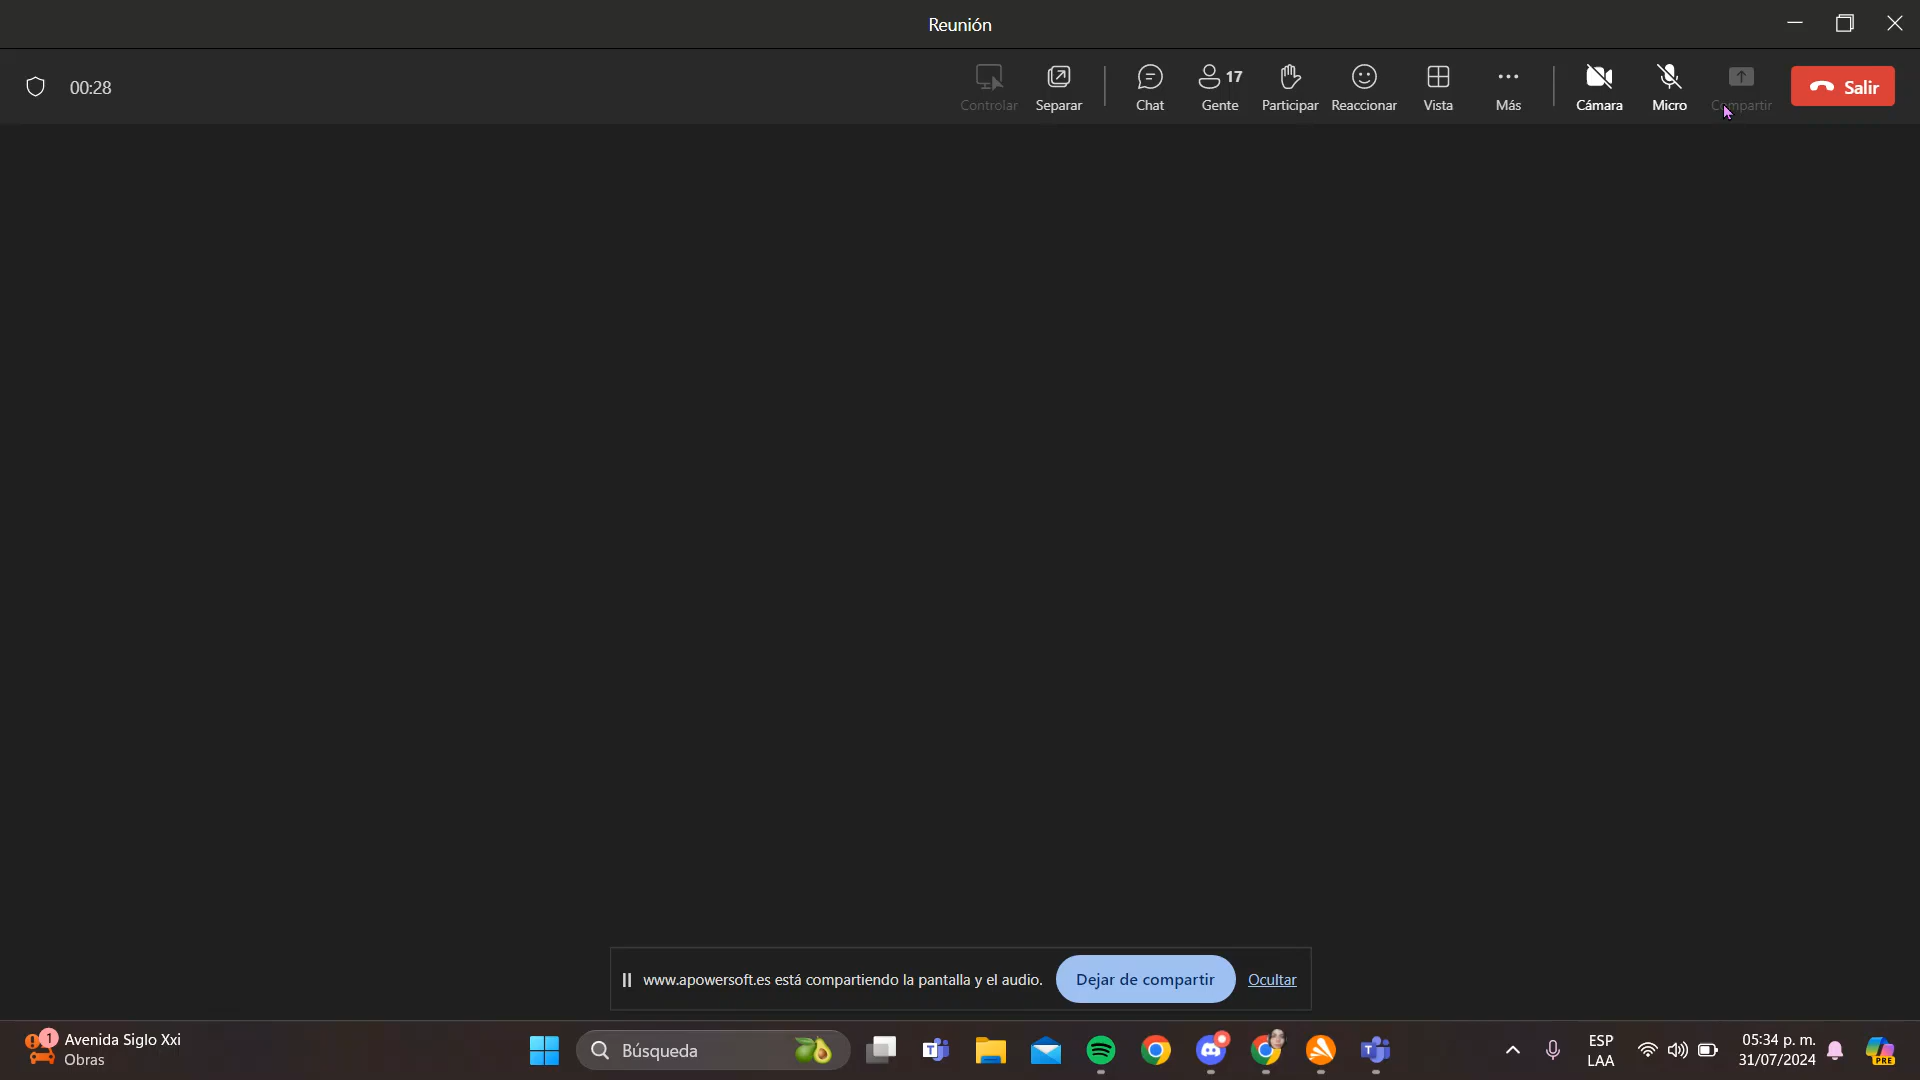 Reunión
00:28
Controlar
Separar
Chat
17
Gente
Participar
Reaccionar
Vista
Más
Cámara
Micro
Compartir
Salir
www.apowersoft.es está compartiendo la pantalla y el audio.
Dejar de compartir
Ocultar
1
Avenida Siglo Xxi
Obras
Búsqueda
T
T
ESP
LAA
05:34 p. m.
31/07/2024
PRE